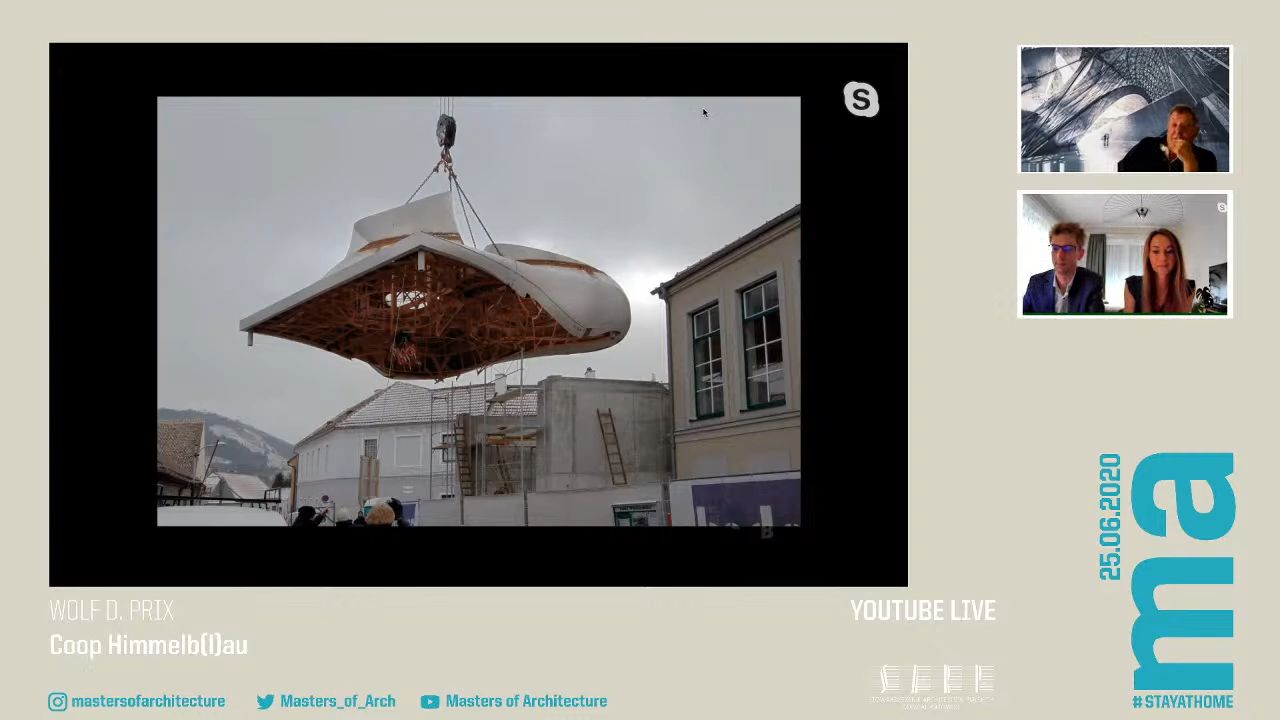 S
S
WOLF D. PRIX
Coop Himmelb(l)au
YOUTUBE LIVE
mastersofarchitecture
Masters_of_Arch
Masters of Architecture
25.06.2020
ma
#STAYATHOME